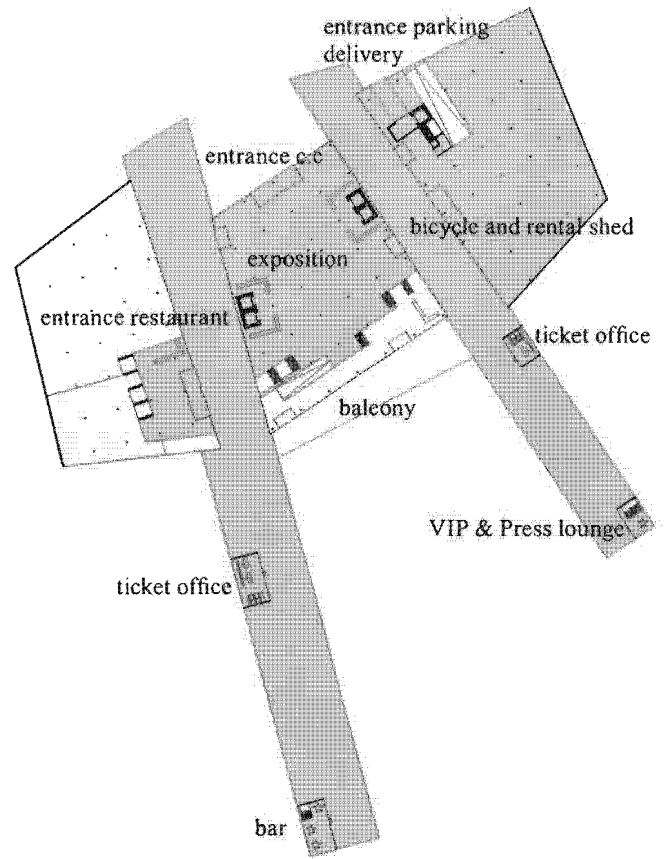 entrance parking
delivery
entrance c.c
bicycle and rental shed
exposition
entrance restaurant
ticket office
balcony
VIP & Press lounge
ticket office
bar